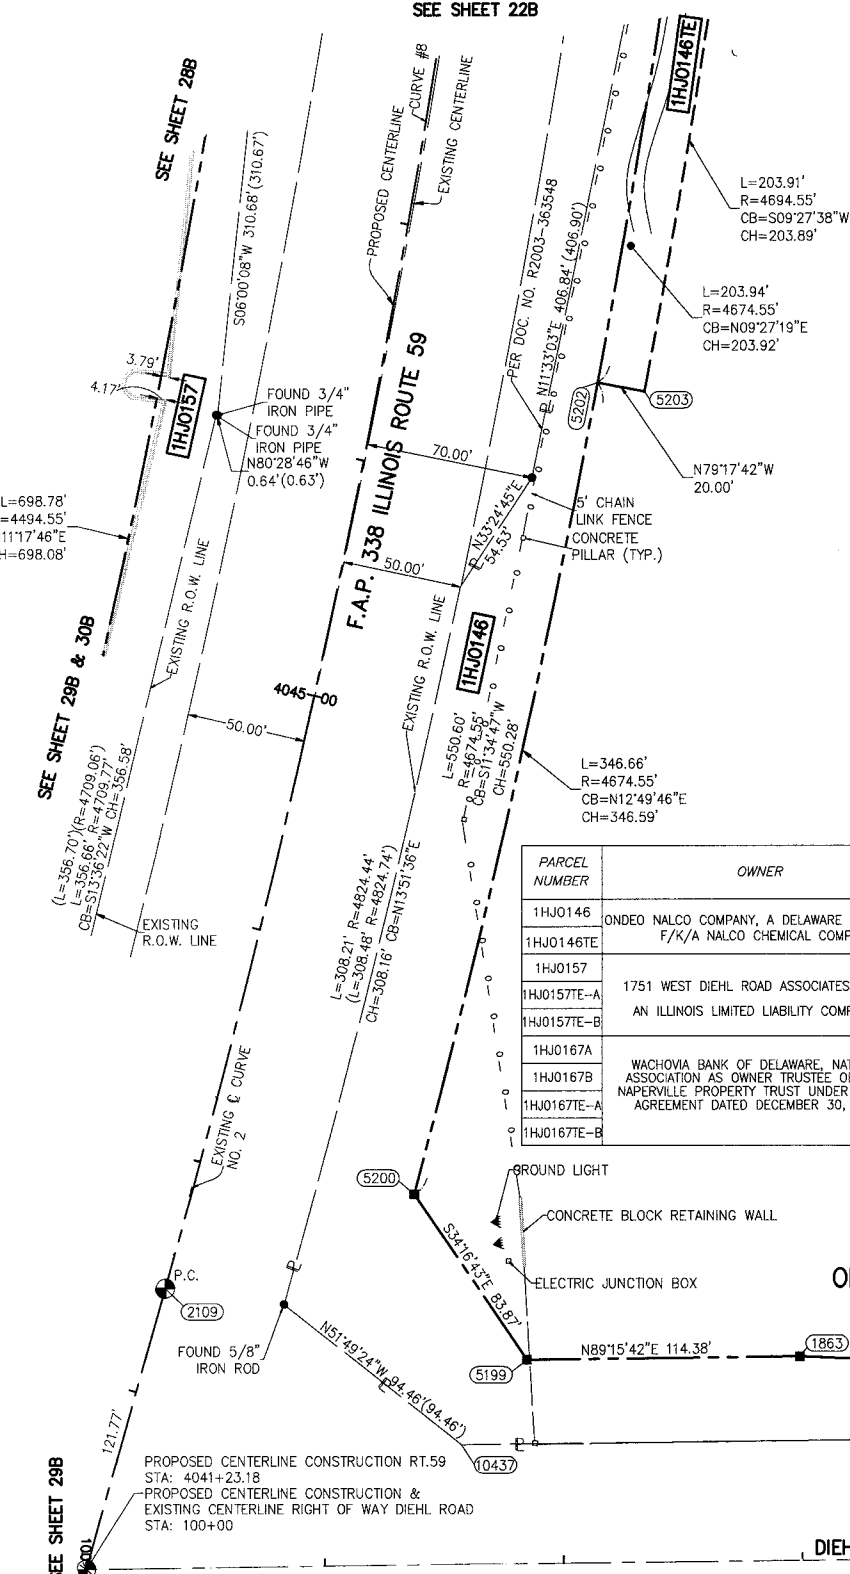 SEE SHEET 22B
SEE SHEET 28B
S06°00'08"W 310.68'(310.67')
PROPOSED CENTERLINE
CURVE #8
EXISTING CENTERLINE
1HJ0146TE
L=203.91'
R=4694.55'
CB=S09°27'38"W
CH=203.89'
L=203.94'
R=4674.55'
CB=N09°27'19"E
CH=203.92'
PER DOC. NO. R2003-363548
N11°33'03"E 406.84'(406.90')
3.79'
4.17'
1HJ0157
FOUND 3/4"
IRON PIPE
FOUND 3/4"
IRON PIPE
N80°28'46"W
0.64'(0.63')
F.A.P. 338 ILLINOIS ROUTE 59
5202
5203
N79°17'42"W
20.00'
70.00'
N33°24'45"E
54.53'
5' CHAIN
LINK FENCE
CONCRETE
PILLAR (TYP.)
L=698.78'
=4494.55'
11°17'46"E
H=698.08'
50.00'
EXISTING R.O.W. LINE
SEE SHEET 29B & 30B
4045+00
50.00'
EXISTING R.O.W. LINE
1HJ0146
L=550.60'
R=4674.55'
CB=S11°34'47"W
CH=550.28'
L=346.66'
R=4674.55'
CB=N12°49'46"E
CH=346.59'
(L=356.70')(R=4709.06')
L=356.66' R=4709.77'
CB=S13°36'22"W CH=356.58'
EXISTING
R.O.W. LINE
L=308.21' R=4824.44'
(L=308.48' R=4824.74')
CH=308.16' CB=N13°51'36"E
PARCEL
NUMBER
OWNER
1HJ0146
1HJ0146TE
ONDEO NALCO COMPANY, A DELAWARE
F/K/A NALCO CHEMICAL COMP
1HJ0157
1HJ0157TE-A
1HJ0157TE-B
1751 WEST DIEHL ROAD ASSOCIATES
AN ILLINOIS LIMITED LIABILITY COMP
1HJ0167A
1HJ0167B
1HJ0167TE-A
1HJ0167TE-B
WACHOVIA BANK OF DELAWARE, NAT
ASSOCIATION AS OWNER TRUSTEE O
NAPERVILLE PROPERTY TRUST UNDER
AGREEMENT DATED DECEMBER 30,
EXISTING ℄ CURVE
NO. 2
5200
GROUND LIGHT
CONCRETE BLOCK RETAINING WALL
S34°16'43"E 83.87'
ELECTRIC JUNCTION BOX
P.C.
2109
FOUND 5/8"
IRON ROD
N51°49'24"W 94.46'(94.46')
N89°15'42"E 114.38'
1863
5199
10437
121.77'
PROPOSED CENTERLINE CONSTRUCTION RT.59
STA: 4041+23.18
PROPOSED CENTERLINE CONSTRUCTION &
EXISTING CENTERLINE RIGHT OF WAY DIEHL ROAD
STA: 100+00
SEE SHEET 29B
DIEH